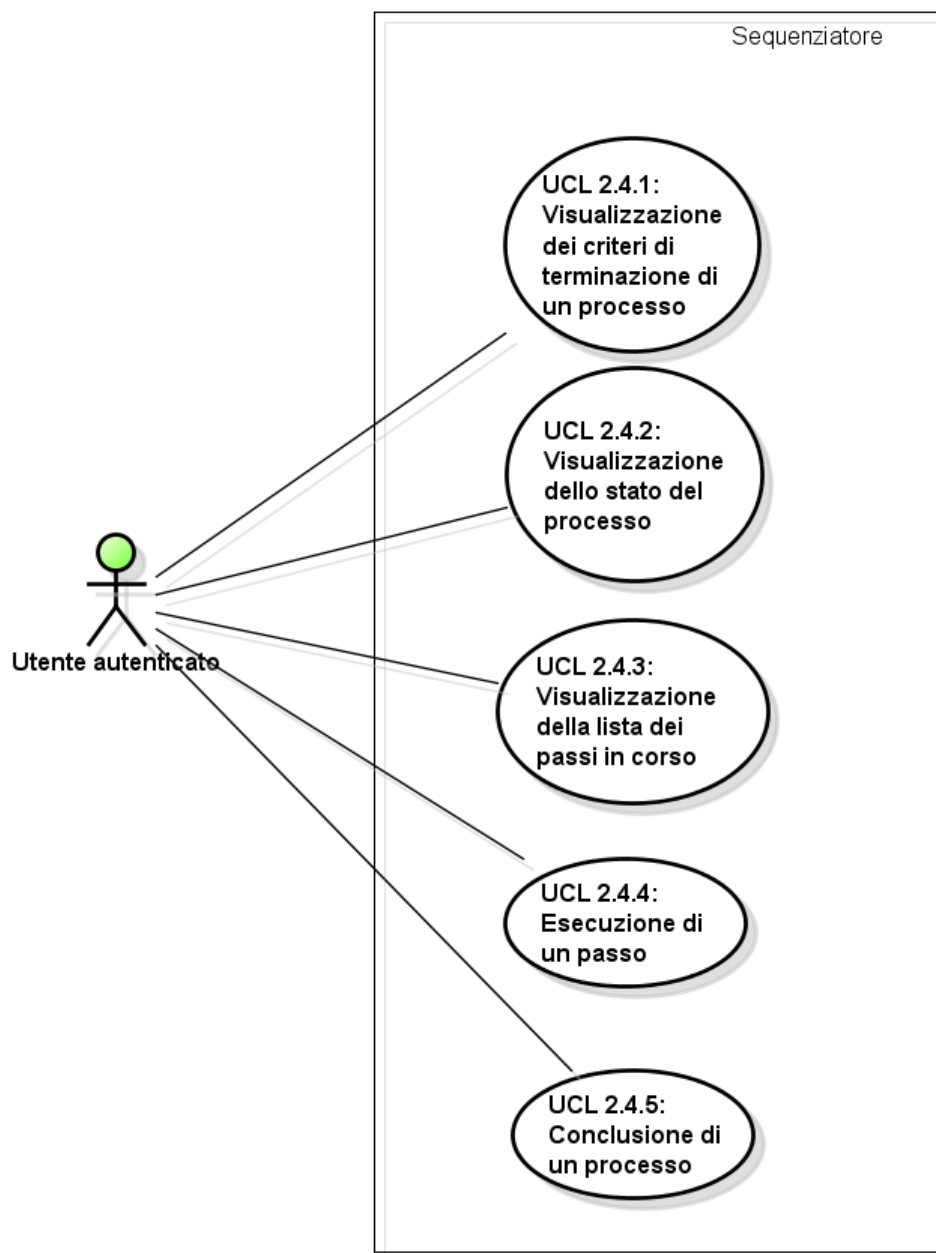 Sequenziatore
UCL 2.4.1:
Visualizzazione
dei criteri di
terminazione di
un processo
UCL 2.4.2:
Visualizzazione
dello stato del
processo
Utente autenticato
UCL 2.4.3:
Visualizzazione
della lista dei
passi in corso
UCL 2.4.4:
Esecuzione di
un passo
UCL 2.4.5:
Conclusione di
un processo